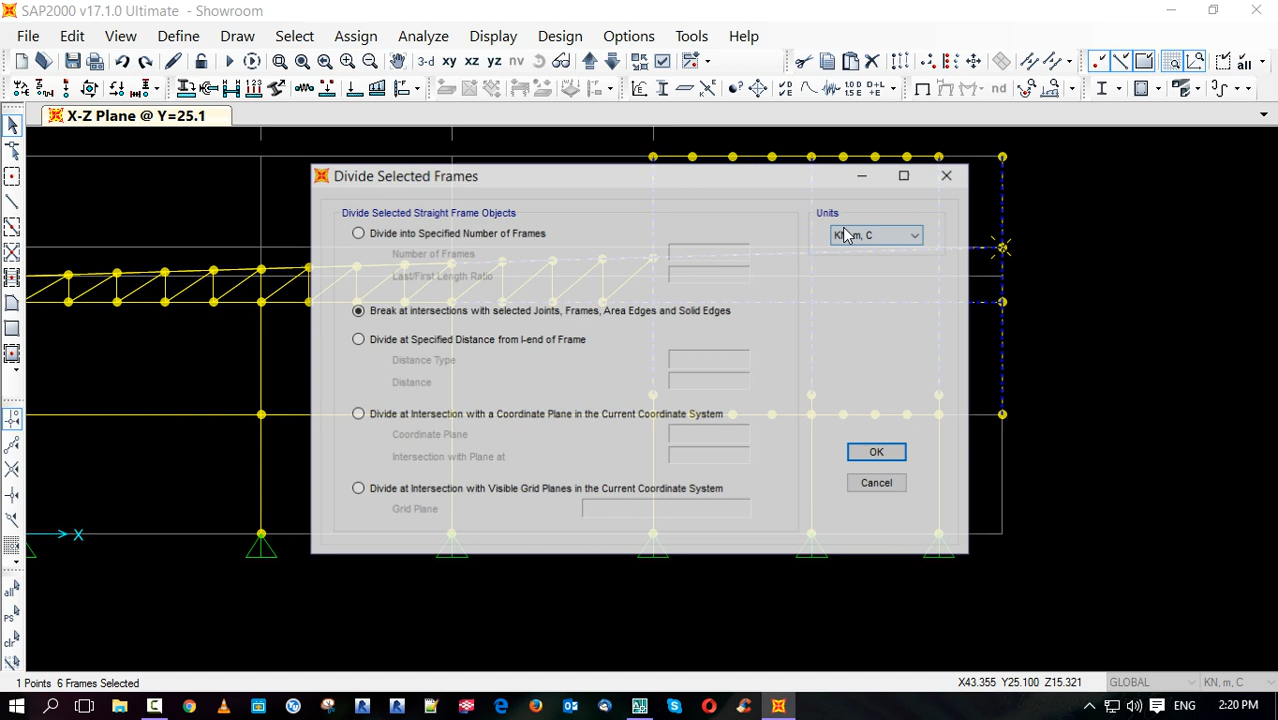 SAP2000 v17.1.0 Ultimate - Showroom
File Edit View Define Draw Select Assign Analyze Display Design Options Tools Help
3-d xy xz yz nv all
nd
X-Z Plane @ Y=25.1
Divide Selected Frames
Divide Selected Straight Frame Objects
Units
Divide into Specified Number of Frames
KN, m, C
Number of Frames
Last/First Length Ratio
Break at intersections with selected Joints, Frames, Area Edges and Solid Edges
Divide at Specified Distance from I-end of Frame
Distance Type
Distance
Divide at Intersection with a Coordinate Plane in the Current Coordinate System
Coordinate Plane
Intersection with Plane at
OK
Cancel
Divide at Intersection with Visible Grid Planes in the Current Coordinate System
Grid Plane
X
all
PS
clr
1 Points 6 Frames Selected
X43.355 Y25.100 Z15.321
GLOBAL
KN, m, C
ENG
2:20 PM